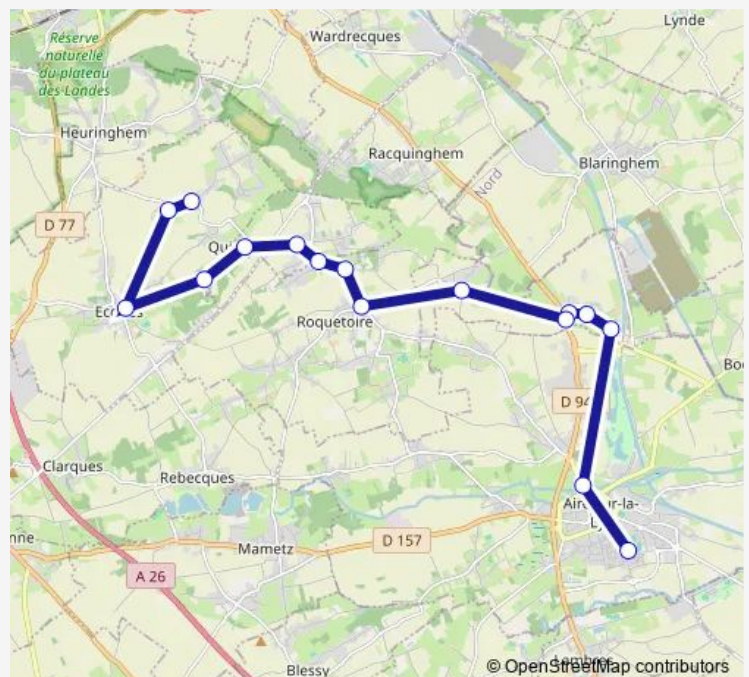 Lynde
Wardrecques
Réserve
naturelle
du plateau
des Landes
Heuringhem
Racquinghem
Blaringhem
Nord
D 77
Roquetoire
D 94
Clarques
Rebecques
D 157
Mametz
A 26
Blessy
© OpenStreetMap contributors